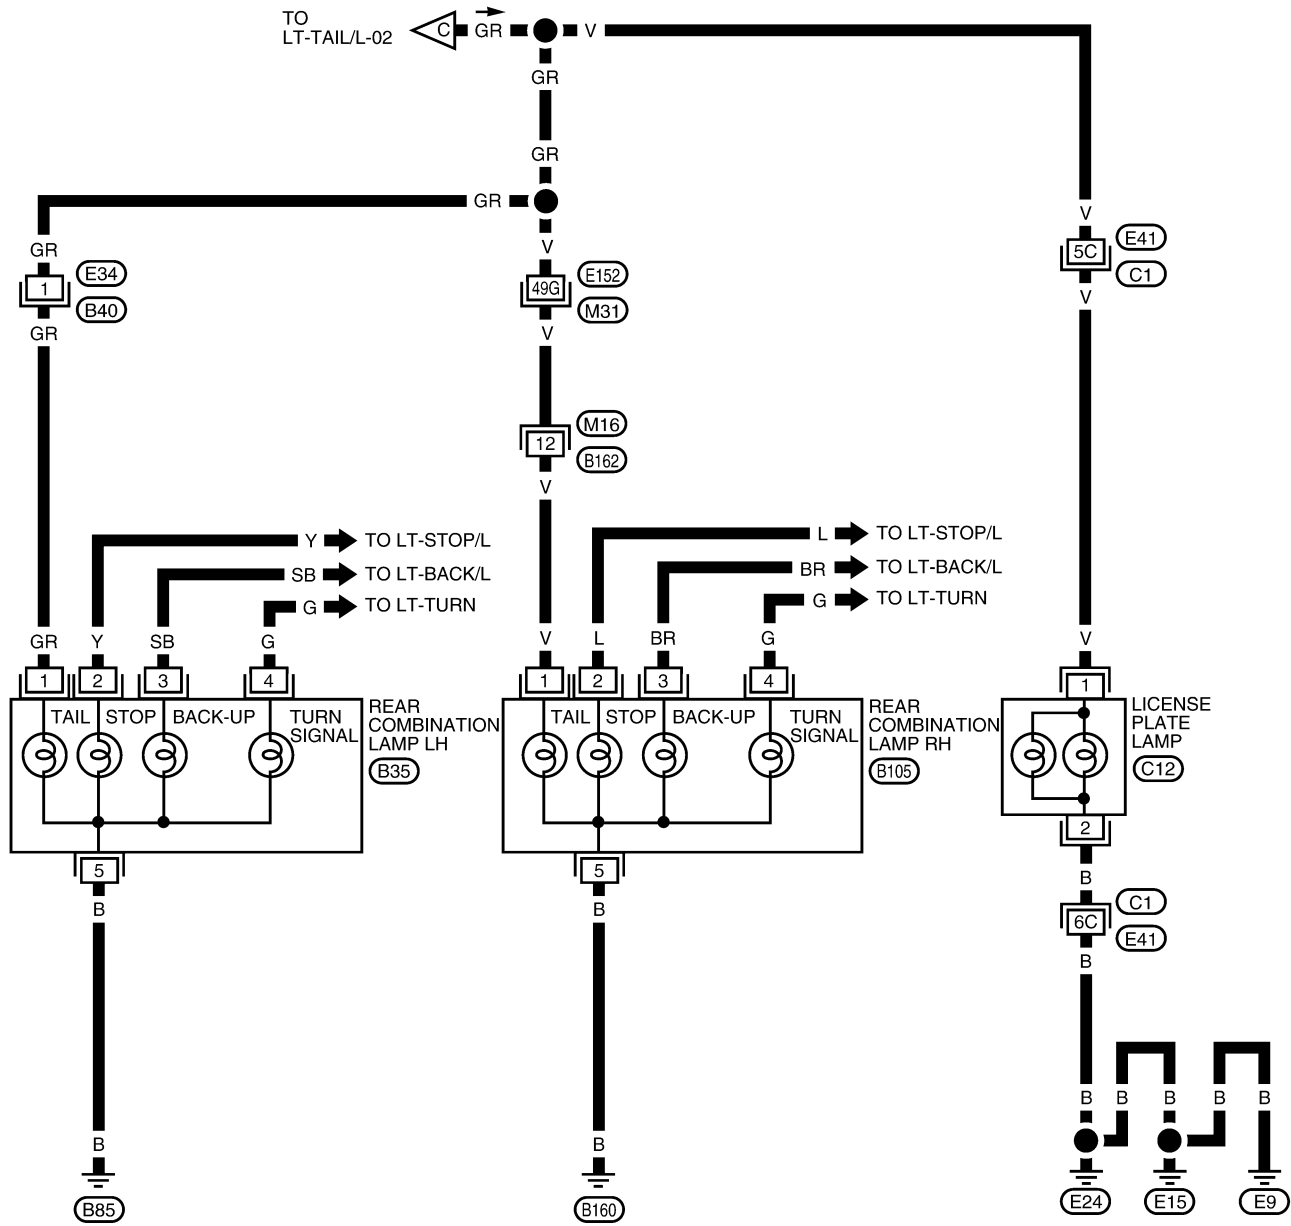 TO
LT-TAIL/L-02
C
GR
V
GR
GR
GR
GR
V
V
1
E34
B40
49G
E152
M31
5C
E41
C1
GR
V
V
12
M16
B162
V
Y
TO LT-STOP/L
SB
TO LT-BACK/L
G
TO LT-TURN
L
TO LT-STOP/L
BR
TO LT-BACK/L
G
TO LT-TURN
GR
Y
SB
G
V
L
BR
G
V
1
2
3
4
1
2
3
4
1
TAIL
STOP
BACK-UP
TURN
SIGNAL
REAR
COMBINATION
LAMP LH
B35
TAIL
STOP
BACK-UP
TURN
SIGNAL
REAR
COMBINATION
LAMP RH
B105
LICENSE
PLATE
LAMP
C12
2
5
5
B
B
B
6C
C1
E41
B
B
B
B
B
B
B
B
B85
B160
E24
E15
E9